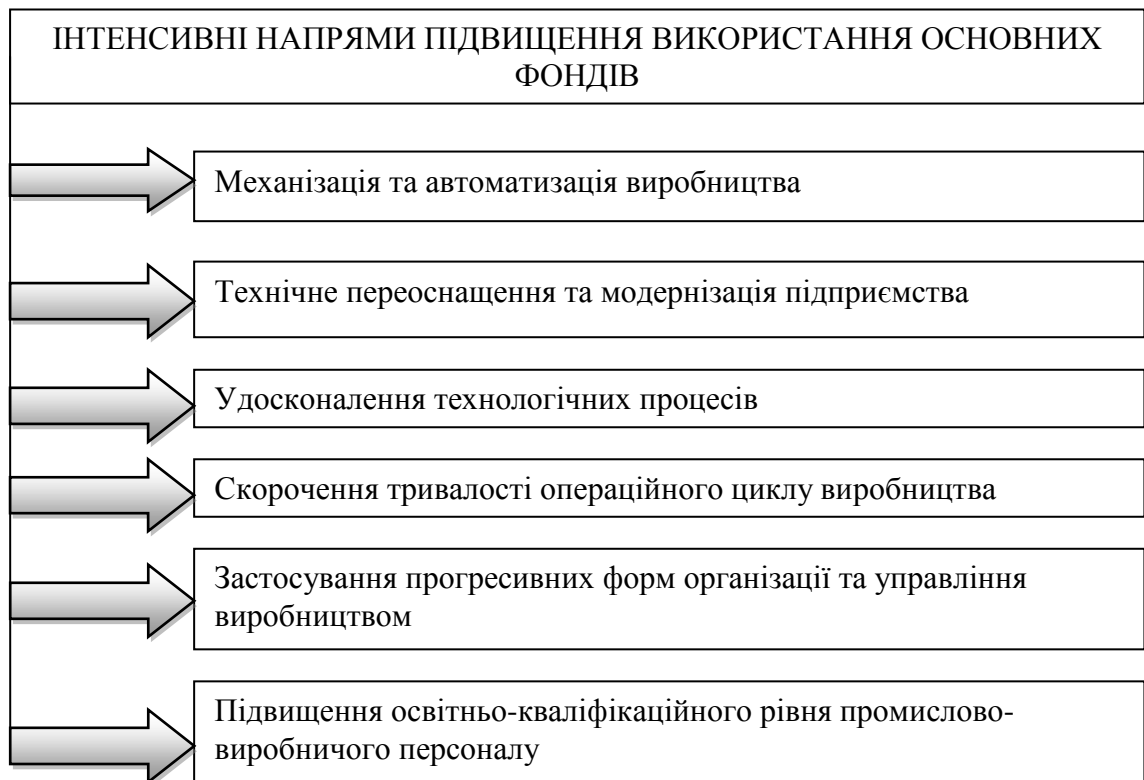 ІНТЕНСИВНІ НАПРЯМИ ПІДВИЩЕННЯ ВИКОРИСТАННЯ ОСНОВНИХ
ФОНДІВ
Механізація та автоматизація виробництва
Технічне переоснащення та модернізація підприємства
Удосконалення технологічних процесів
Скорочення тривалості операційного циклу виробництва
Застосування прогресивних форм організації та управління
виробництвом
Підвищення освітньо-кваліфікаційного рівня промислово-
виробничого персоналу